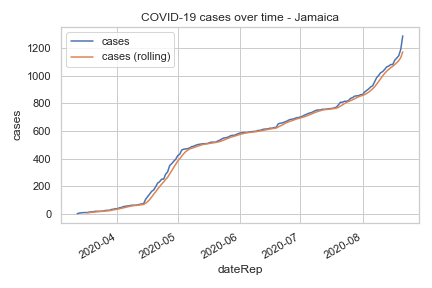 COVID-19 cases over time - Jamaica
cases
cases (rolling)
1200
1000
800
600
400
200
0
cases
2020-04
2020-05
2020-06
2020-07
2020-08
dateRep